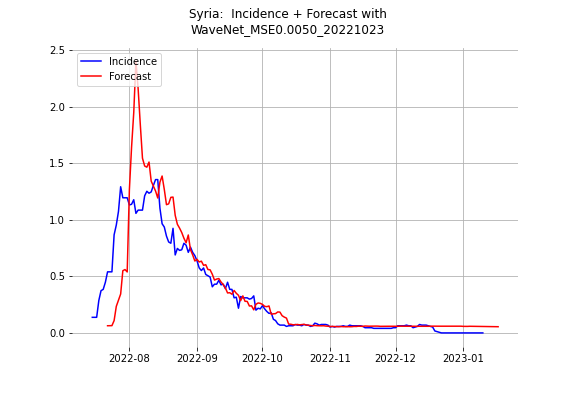 Syria:  Incidence + Forecast with
WaveNet_MSE0.0050_20221023
Incidence
Forecast
2.5
2.0
1.5
1.0
0.5
0.0
2022-08 2022-09 2022-10 2022-11 2022-12 2023-01